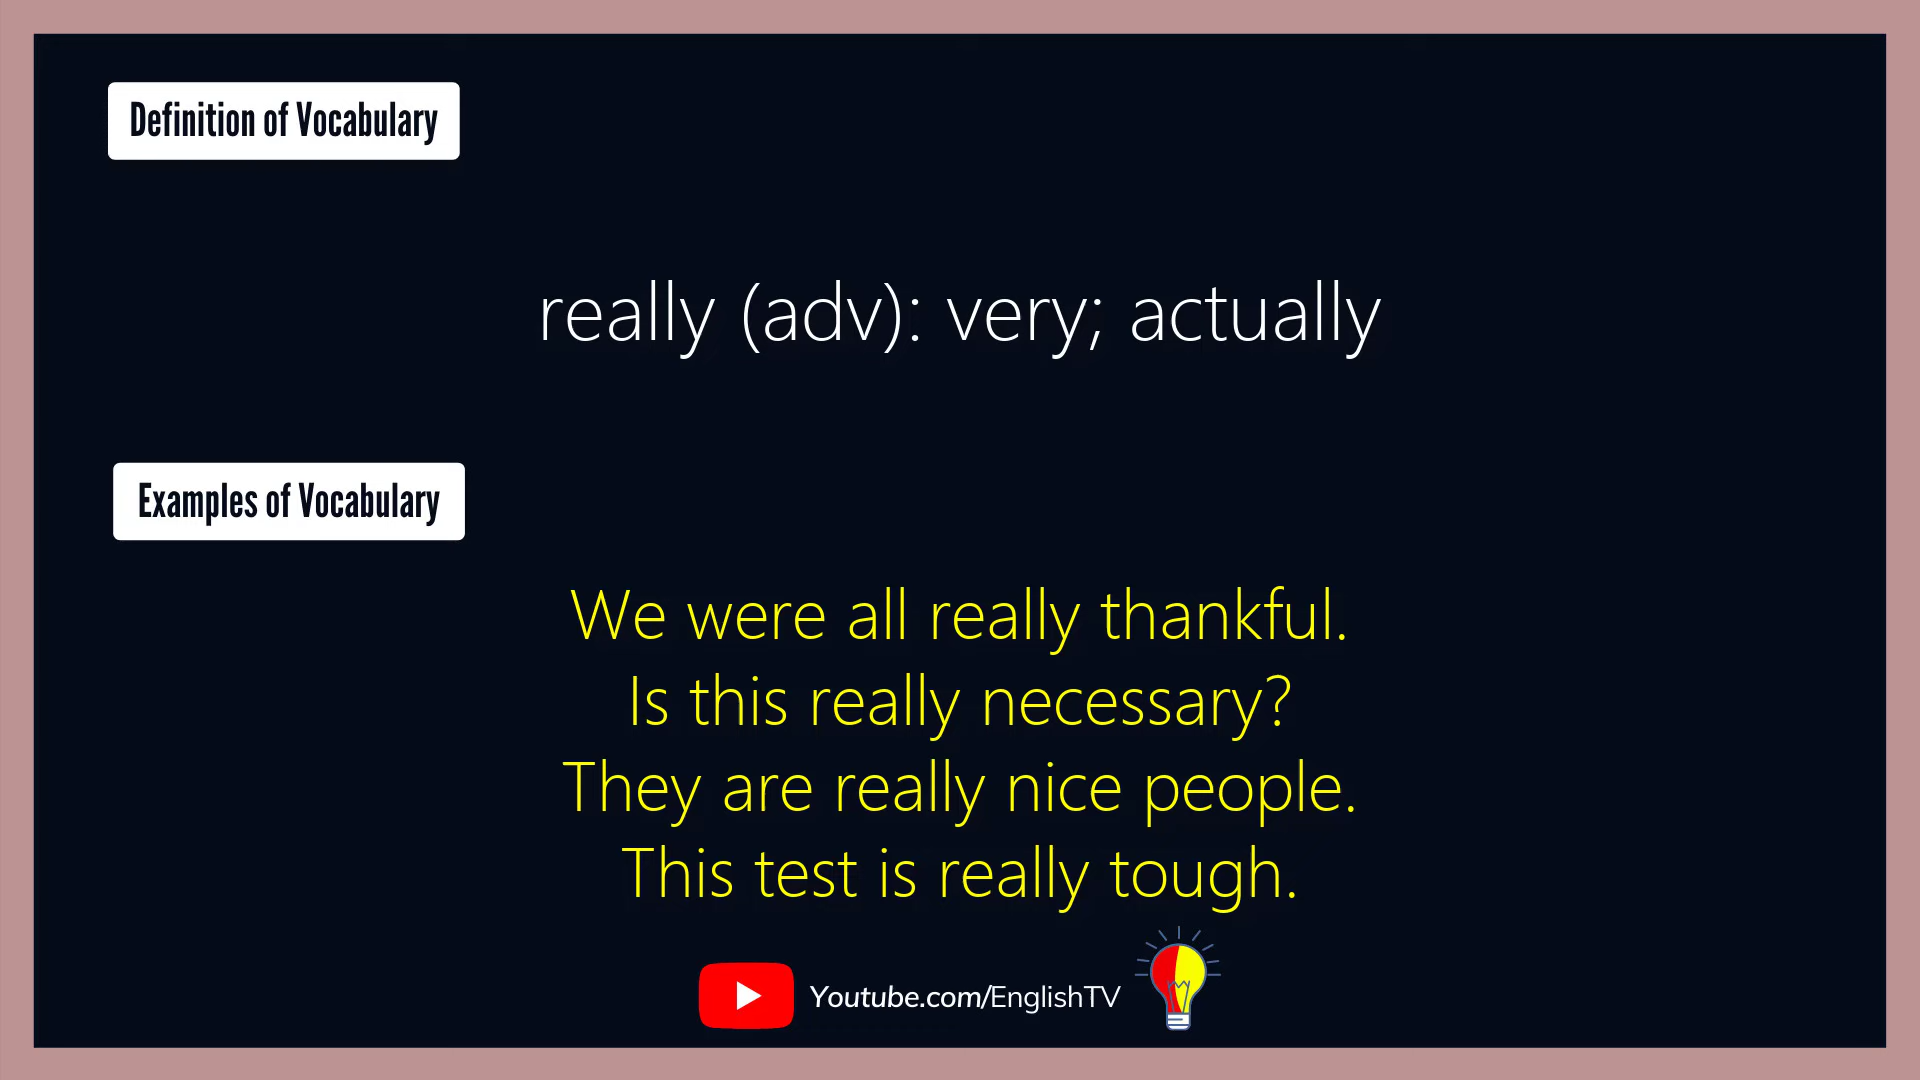 Definition of Vocabulary
really (adv): very; actually
Examples of Vocabulary
We were all really thankful.
Is this really necessary?
They are really nice people.
This test is really tough.
Youtube.com/EnglishTV